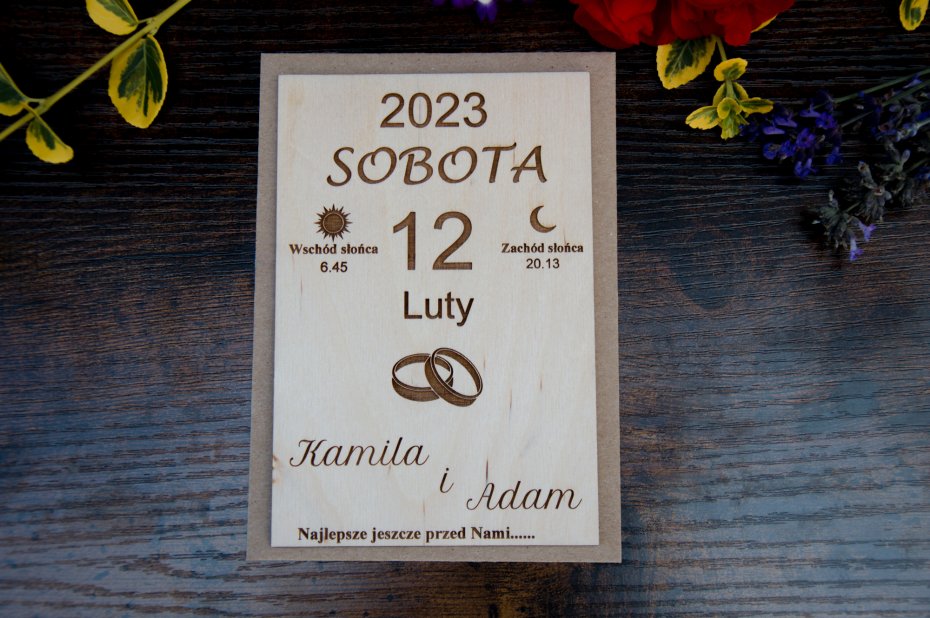 2023
SOBOTA
12
Wschód słońca
6.45
Zachód słońca
20.13
Luty
Kamila
i
Adam
Najlepsze jeszcze przed Nami......